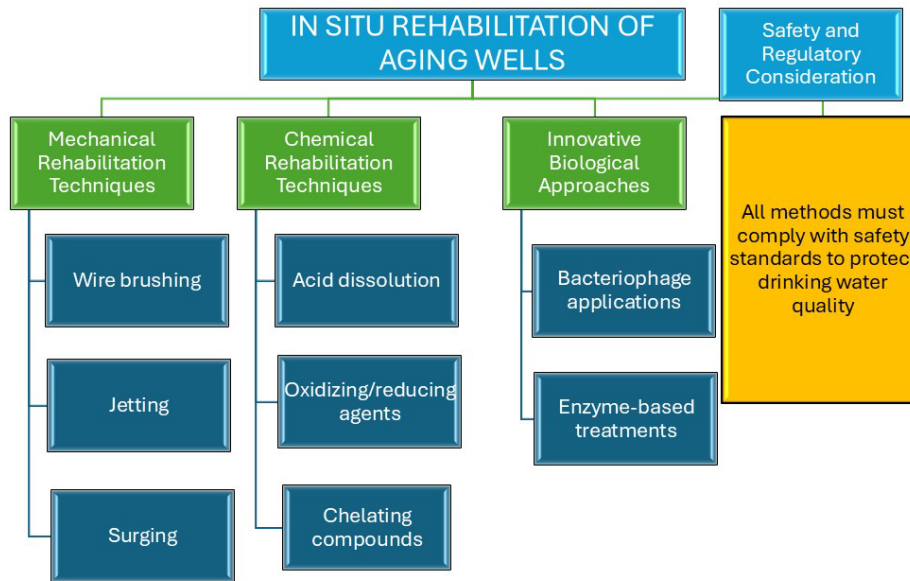 IN SITU REHABILITATION OF
AGING WELLS
Safety and
Regulatory
Consideration
Mechanical
Rehabilitation
Techniques
Chemical
Rehabilitation
Techniques
Innovative
Biological
Approaches
All methods must
comply with safety
standards to protect
drinking water
quality
Wire brushing
Jetting
Surging
Acid dissolution
Oxidizing/reducing
agents
Chelating
compounds
Bacteriophage
applications
Enzyme-based
treatments